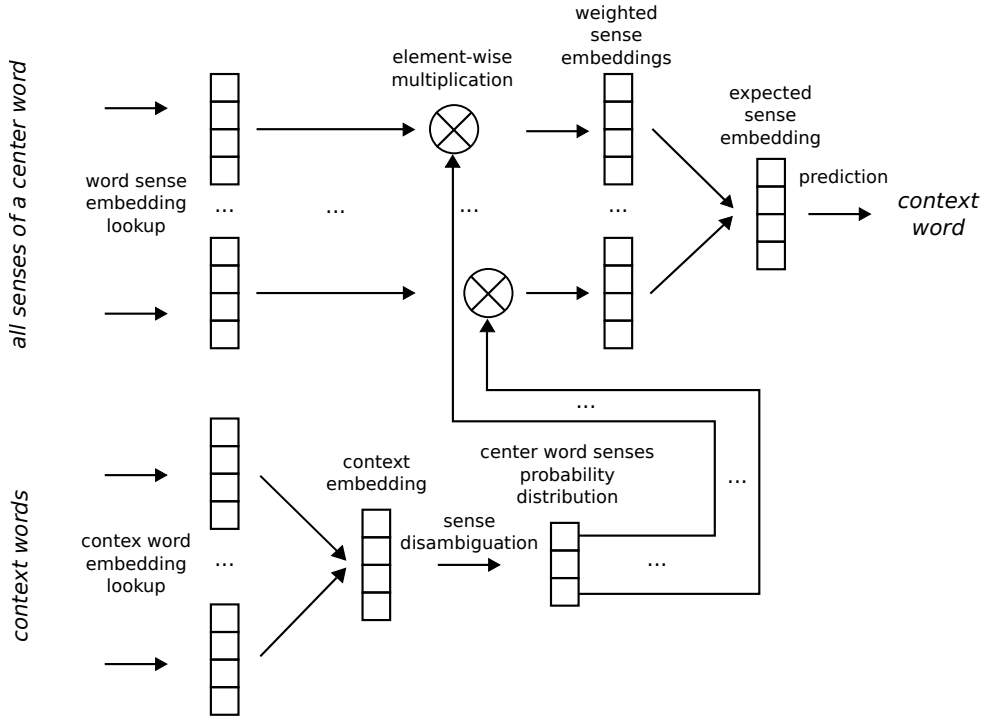 all senses of a center word
word sense
embedding
lookup
...
...
element-wise
multiplication
...
weighted
sense
embeddings
...
expected
sense
embedding
prediction
context
word
context words
contex word
embedding
lookup
...
context
embedding
sense
disambiguation
center word senses
probability
distribution
...
...
...